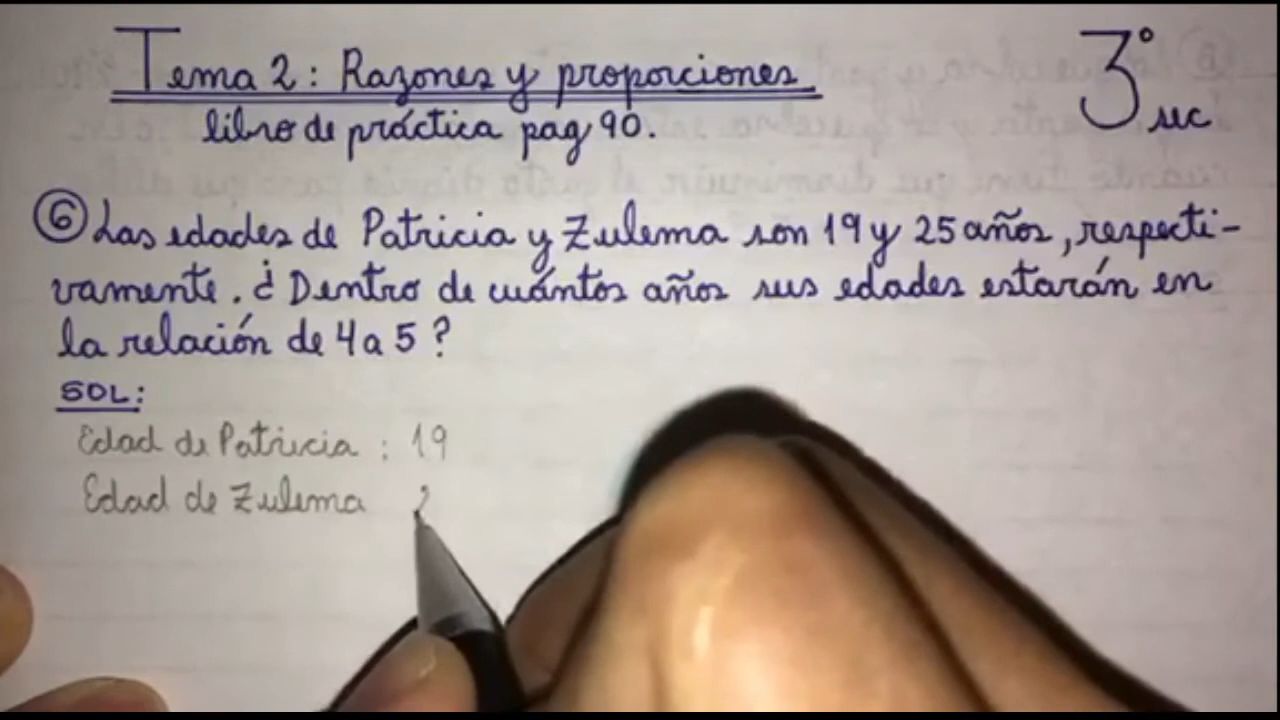 Tema 2: Razones y proporciones
libro de práctica pag 90.
3° sec
⑥ Las edades de Patricia y Zulema son 19 y 25 años, respecti-
vamente. ¿Dentro de cuántos años sus edades estarán en
la relación de 4 a 5?
SOL:
Edad de Patricia : 19
Edad de Zulema